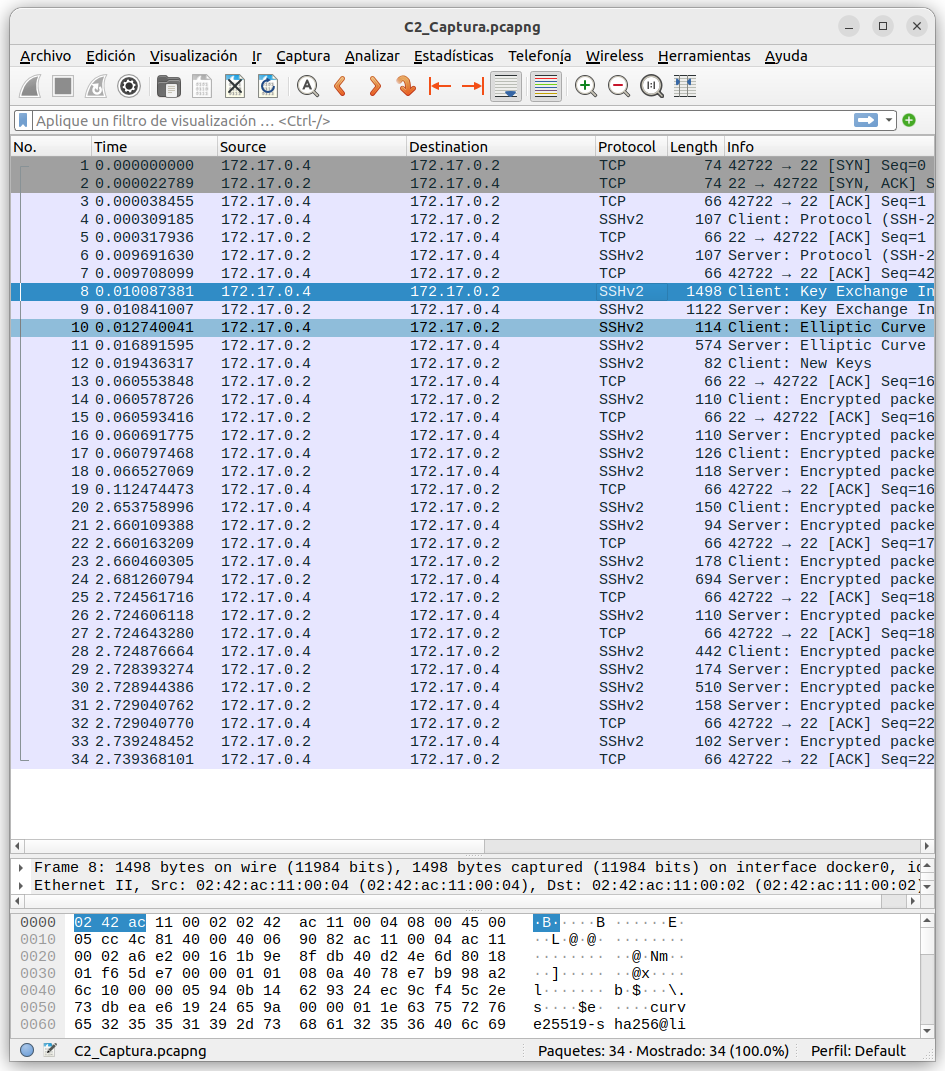 C2_Captura.pcapng
Archivo Edición Visualización Ir Captura Analizar Estadísticas Telefonía Wireless Herramientas Ayuda
Aplique un filtro de visualización … <Ctrl-/>
No. Time Source Destination Protocol Length Info
1 0.000000000 172.17.0.4 172.17.0.2 TCP 74 42722 → 22 [SYN] Seq=0
2 0.000022789 172.17.0.2 172.17.0.4 TCP 74 22 → 42722 [SYN, ACK] S
3 0.000038455 172.17.0.4 172.17.0.2 TCP 66 42722 → 22 [ACK] Seq=1
4 0.000309185 172.17.0.4 172.17.0.2 SSHv2 107 Client: Protocol (SSH-2
5 0.000317936 172.17.0.2 172.17.0.4 TCP 66 22 → 42722 [ACK] Seq=1
6 0.009691630 172.17.0.2 172.17.0.4 SSHv2 107 Server: Protocol (SSH-2
7 0.009708099 172.17.0.4 172.17.0.2 TCP 66 42722 → 22 [ACK] Seq=42
8 0.010087381 172.17.0.4 172.17.0.2 SSHv2 1498 Client: Key Exchange In
9 0.010841007 172.17.0.2 172.17.0.4 SSHv2 1122 Server: Key Exchange In
10 0.012740041 172.17.0.4 172.17.0.2 SSHv2 114 Client: Elliptic Curve
11 0.016891595 172.17.0.2 172.17.0.4 SSHv2 574 Server: Elliptic Curve
12 0.019436317 172.17.0.4 172.17.0.2 SSHv2 82 Client: New Keys
13 0.060553848 172.17.0.2 172.17.0.4 TCP 66 22 → 42722 [ACK] Seq=16
14 0.060578726 172.17.0.4 172.17.0.2 SSHv2 110 Client: Encrypted packe
15 0.060593416 172.17.0.2 172.17.0.4 TCP 66 22 → 42722 [ACK] Seq=16
16 0.060691775 172.17.0.2 172.17.0.4 SSHv2 110 Server: Encrypted packe
17 0.060797468 172.17.0.4 172.17.0.2 SSHv2 126 Client: Encrypted packe
18 0.066527069 172.17.0.2 172.17.0.4 SSHv2 118 Server: Encrypted packe
19 0.112474473 172.17.0.4 172.17.0.2 TCP 66 42722 → 22 [ACK] Seq=16
20 2.653758996 172.17.0.4 172.17.0.2 SSHv2 150 Client: Encrypted packe
21 2.660109388 172.17.0.2 172.17.0.4 SSHv2 94 Server: Encrypted packe
22 2.660163209 172.17.0.4 172.17.0.2 TCP 66 42722 → 22 [ACK] Seq=17
23 2.660460305 172.17.0.4 172.17.0.2 SSHv2 178 Client: Encrypted packe
24 2.681260794 172.17.0.2 172.17.0.4 SSHv2 694 Server: Encrypted packe
25 2.724561716 172.17.0.4 172.17.0.2 TCP 66 42722 → 22 [ACK] Seq=18
26 2.724606118 172.17.0.2 172.17.0.4 SSHv2 110 Server: Encrypted packe
27 2.724643280 172.17.0.4 172.17.0.2 TCP 66 42722 → 22 [ACK] Seq=18
28 2.724876664 172.17.0.4 172.17.0.2 SSHv2 442 Client: Encrypted packe
29 2.728393274 172.17.0.2 172.17.0.4 SSHv2 174 Server: Encrypted packe
30 2.728944386 172.17.0.2 172.17.0.4 SSHv2 510 Server: Encrypted packe
31 2.729040762 172.17.0.2 172.17.0.4 SSHv2 158 Server: Encrypted packe
32 2.729040770 172.17.0.4 172.17.0.2 TCP 66 42722 → 22 [ACK] Seq=22
33 2.739248452 172.17.0.2 172.17.0.4 SSHv2 102 Server: Encrypted packe
34 2.739368101 172.17.0.4 172.17.0.2 TCP 66 42722 → 22 [ACK] Seq=22
Frame 8: 1498 bytes on wire (11984 bits), 1498 bytes captured (11984 bits) on interface docker0, id
Ethernet II, Src: 02:42:ac:11:00:04 (02:42:ac:11:00:04), Dst: 02:42:ac:11:00:02 (02:42:ac:11:00:02)
0000 02 42 ac 11 00 02 02 42 ac 11 00 04 08 00 45 00 ·B·····B ······E·
0010 05 cc 4c 81 40 00 40 06 90 82 ac 11 00 04 ac 11 ··L·@·@· ········
0020 00 02 a6 e2 00 16 1b 9e 8f db 40 d2 4e 6d 80 18 ········ ··@·Nm··
0030 01 f6 5d e7 00 00 01 01 08 0a 40 78 e7 b9 98 a2 ··]····· ··@x····
0040 6c 10 00 00 05 94 0b 14 62 93 24 ec 9c f4 5c 2e l······· b·$···\.
0050 73 db ea e6 19 24 65 9a 00 00 01 1e 63 75 72 76 s····$e· ····curv
0060 65 32 35 35 31 39 2d 73 68 61 32 35 36 40 6c 69 e25519-s ha256@li
C2_Captura.pcapng Paquetes: 34 · Mostrado: 34 (100.0%) Perfil: Default